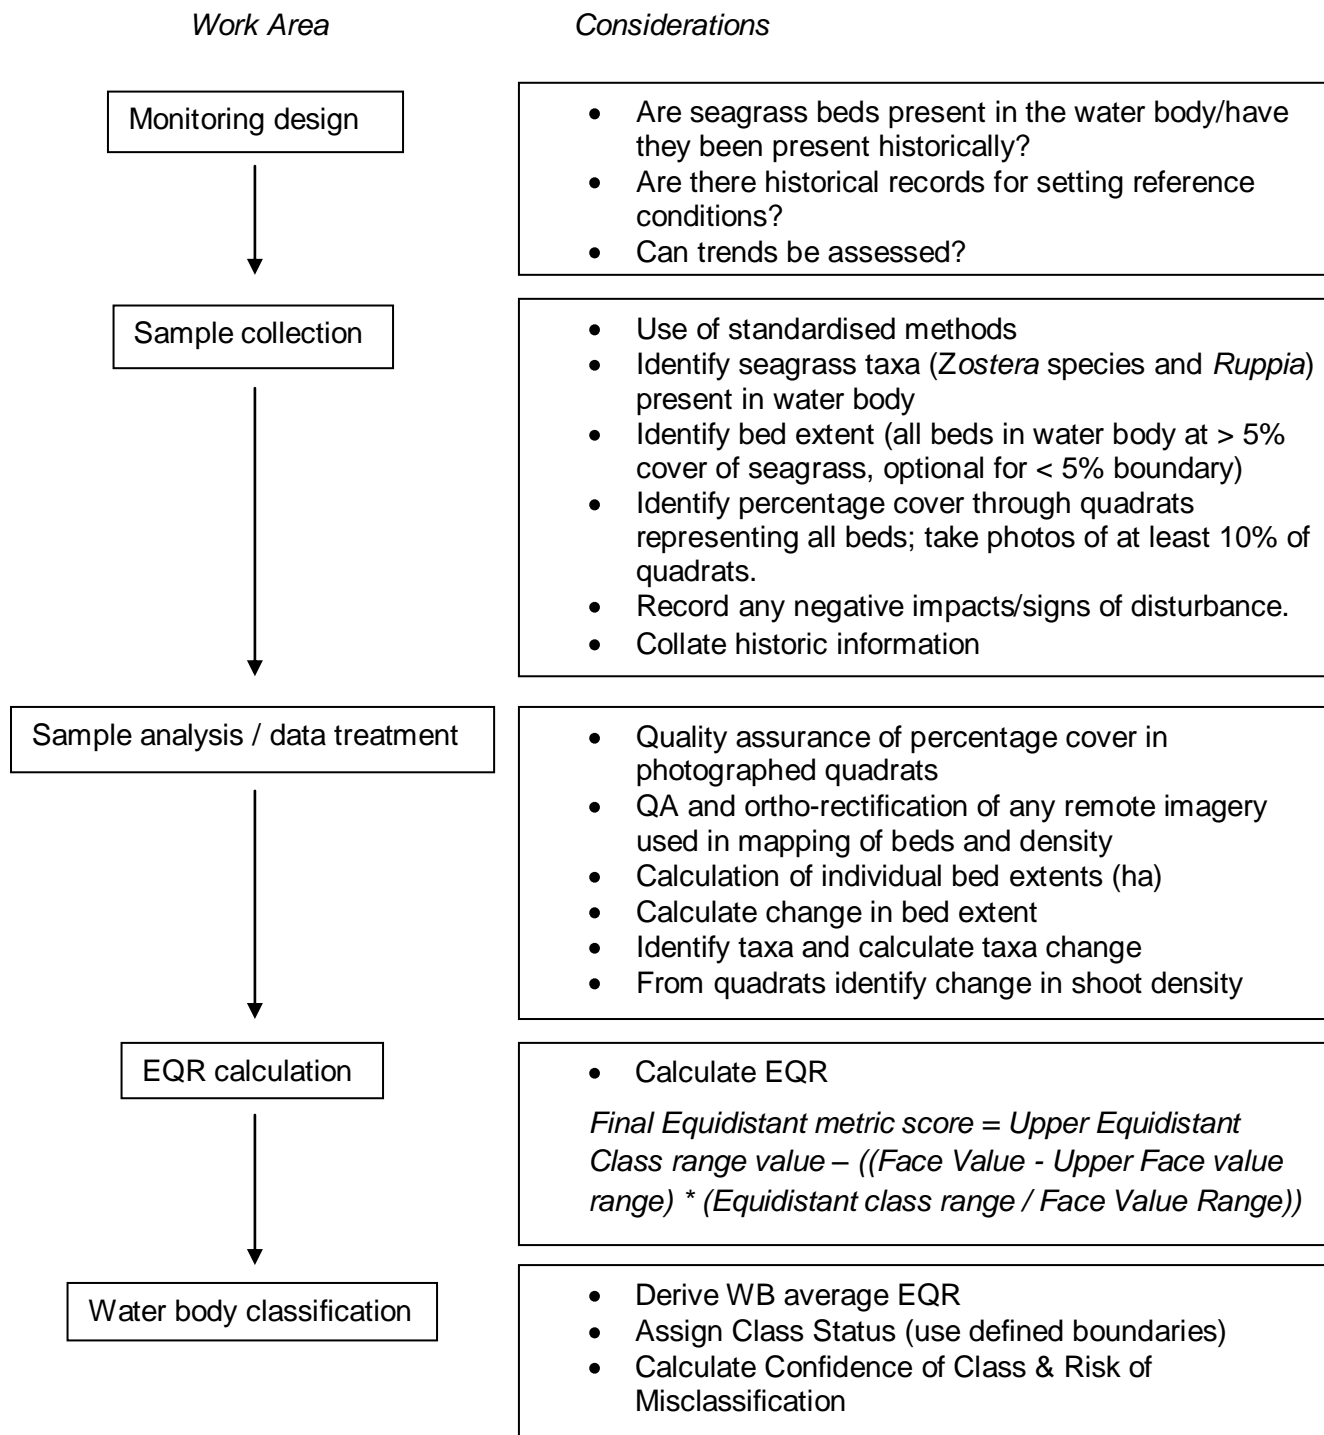 Work Area
Considerations
Monitoring design
• Are seagrass beds present in the water body/have
they been present historically?
• Are there historical records for setting reference
conditions?
• Can trends be assessed?
Sample collection
• Use of standardised methods
• Identify seagrass taxa (Zostera species and Ruppia)
present in water body
• Identify bed extent (all beds in water body at > 5%
cover of seagrass, optional for < 5% boundary)
• Identify percentage cover through quadrats
representing all beds; take photos of at least 10% of
quadrats.
• Record any negative impacts/signs of disturbance.
• Collate historic information
Sample analysis / data treatment
• Quality assurance of percentage cover in
photographed quadrats
• QA and ortho-rectification of any remote imagery
used in mapping of beds and density
• Calculation of individual bed extents (ha)
• Calculate change in bed extent
• Identify taxa and calculate taxa change
• From quadrats identify change in shoot density
EQR calculation
• Calculate EQR
Final Equidistant metric score = Upper Equidistant
Class range value – ((Face Value - Upper Face value
range) * (Equidistant class range / Face Value Range))
Water body classification
• Derive WB average EQR
• Assign Class Status (use defined boundaries)
• Calculate Confidence of Class & Risk of
Misclassification